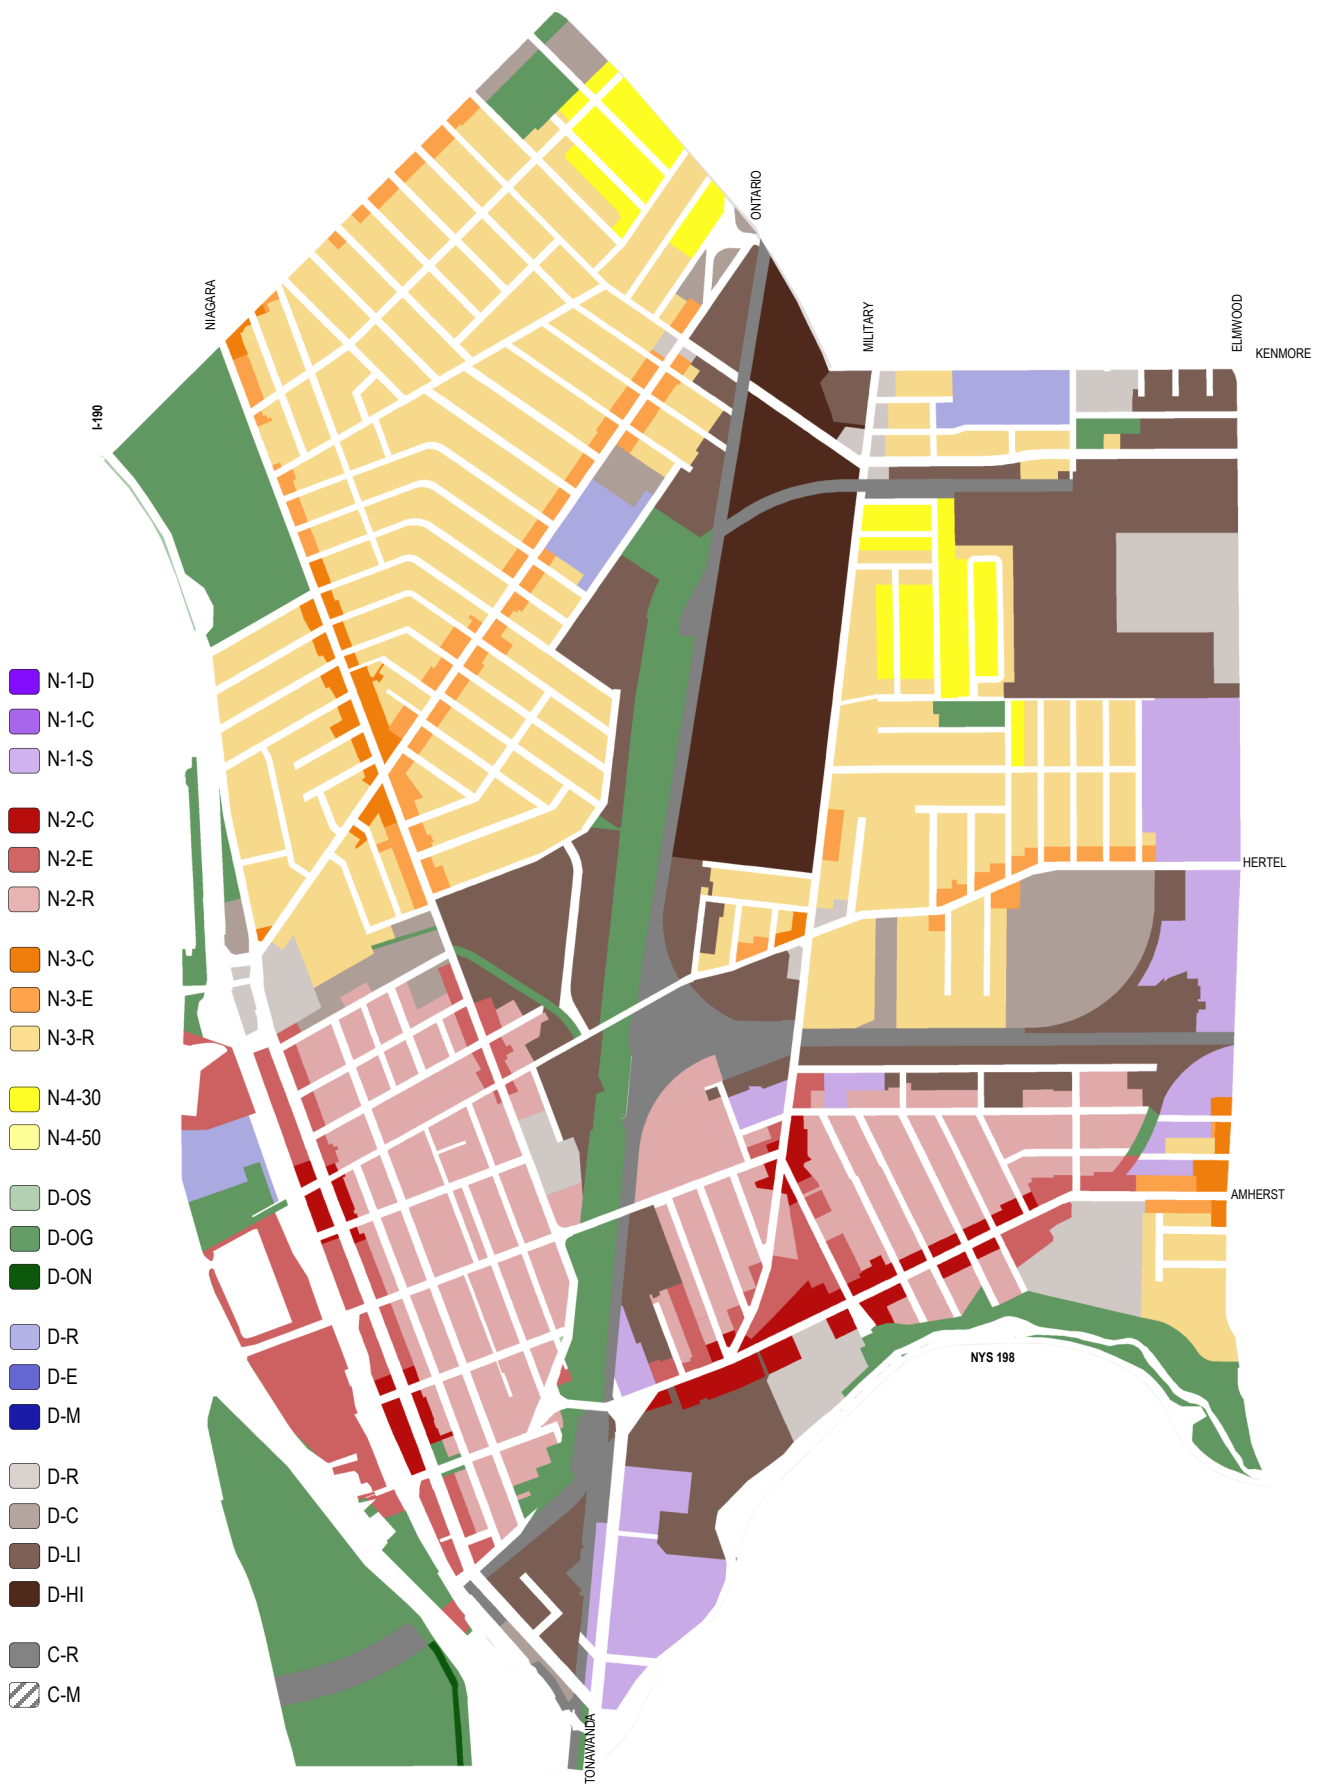 ONTARIO
NIAGARA
MILITARY
ELMWOOD
KENMORE
I-190
N-1-D
N-1-C
N-1-S
N-2-C
N-2-E
N-2-R
HERTEL
N-3-C
N-3-E
N-3-R
N-4-30
N-4-50
D-OS
AMHERST
D-OG
D-ON
D-R
NYS 198
D-E
D-M
D-R
D-C
D-LI
D-HI
C-R
C-M
TONAWANDA